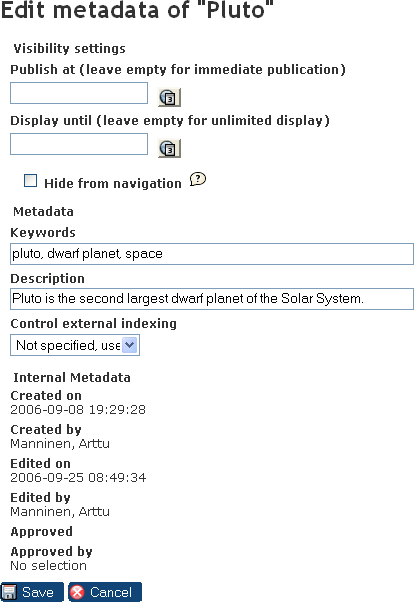 Edit metadata of "Pluto"
Visibility settings
Publish at (leave empty for immediate publication)
3
Display until (leave empty for unlimited display)
3
Hide from navigation ?
Metadata
Keywords
pluto, dwarf planet, space
Description
Pluto is the second largest dwarf planet of the Solar System.
Control external indexing
Not specified, use
Internal Metadata
Created on
2006-09-08 19:29:28
Created by
Manninen, Arttu
Edited on
2006-09-25 08:49:34
Edited by
Manninen, Arttu
Approved
Approved by
No selection
Save Cancel